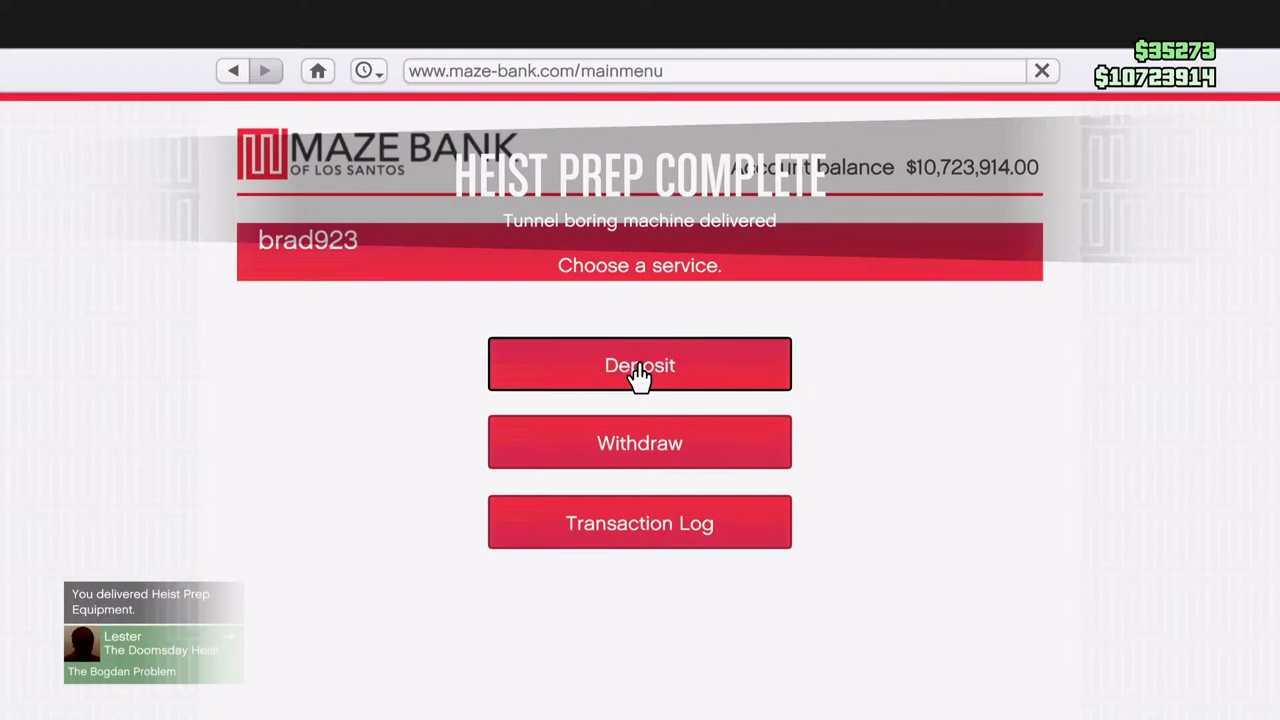 $35273
www.maze-bank.com/mainmenu
$10723914
MAZE BANK
OF LOS SANTOS
HEIST PREP COMPLETE
Account balance $10,723,914.00
Tunnel boring machine delivered
brad923
Choose a service.
Deposit
Withdraw
Transaction Log
You delivered Heist Prep
Equipment.
Lester
The Doomsday Heist
The Bogdan Problem